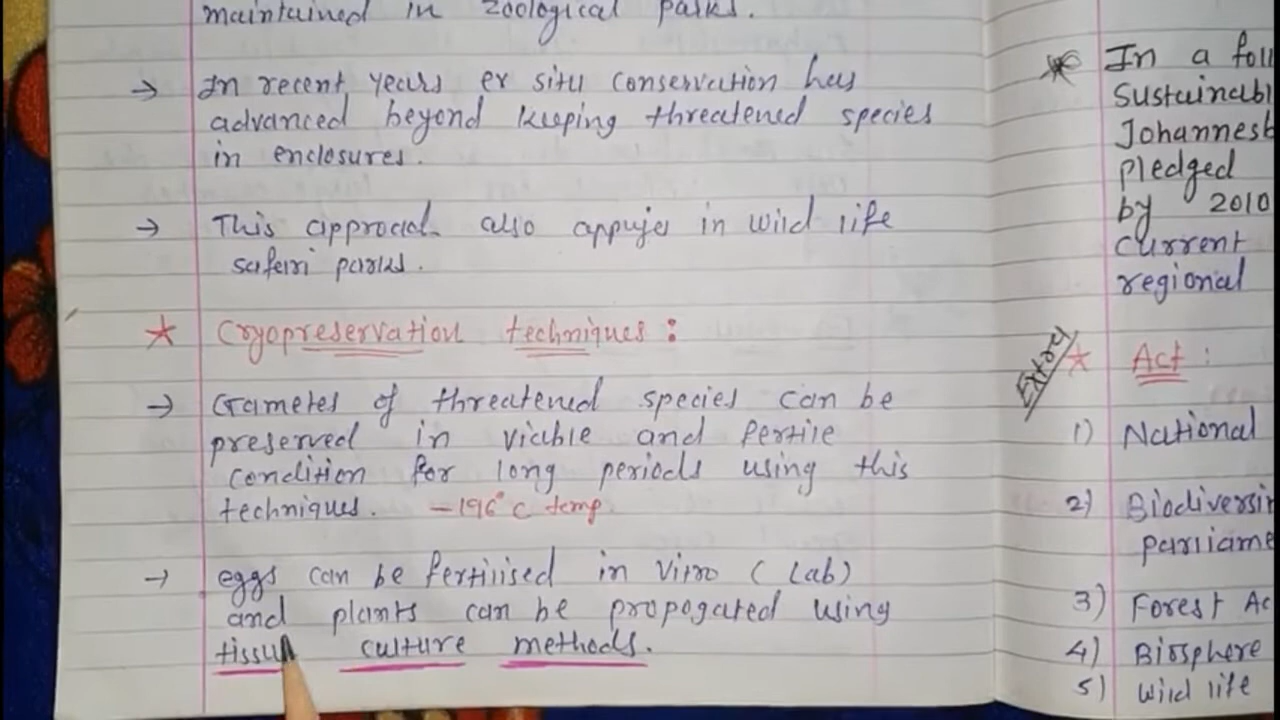 maintained in zoological parks.
→ In recent years ex situ conservation has
advanced beyond keeping threatened species
in enclosures.
→ This approach also in wild life
safari parks.
* Cryopreservation techniques :
→ Gametes of threatened species can be
preserved in viable and fertile
condition for long periods using this
techniques. -196°C temp
→ eggs can be fertilised in vitro (Lab)
and plants can be propogated using
tissu culture methods.
* In a foll
Sustainabl
Johannesb
pledged
by 2010
current
regional
Extra
* Act :
1) National
2) Biodiversi
parliame
3) Forest Ac
4) Biosphere
5) Wild life